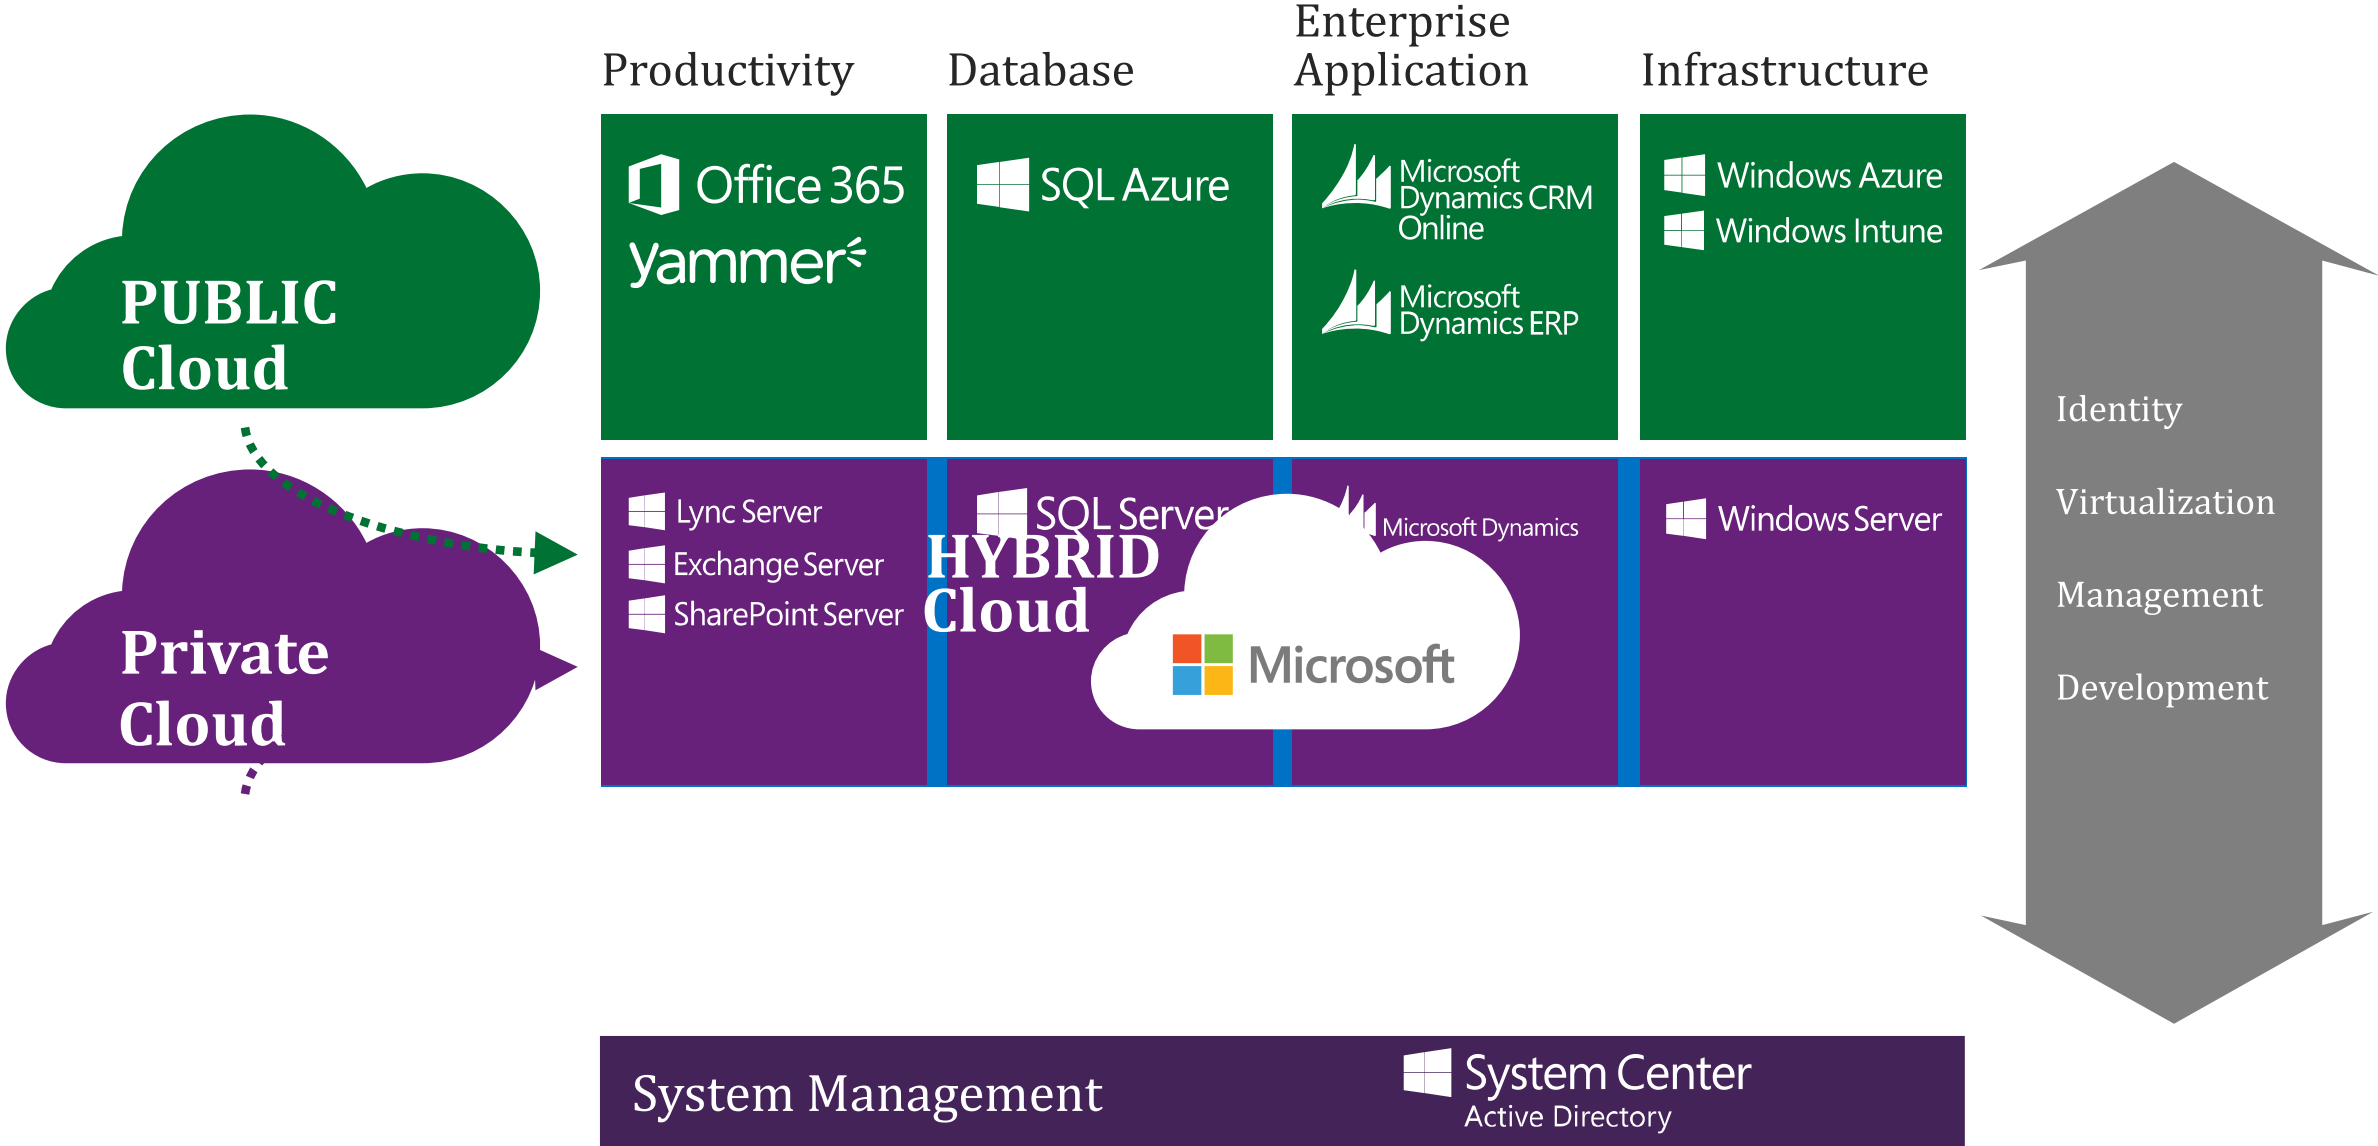 Productivity
Database
Enterprise
Application
Infrastructure
PUBLIC
Cloud
Office 365
yammer
SQL Azure
Microsoft
Dynamics CRM
Online
Microsoft
Dynamics ERP
Windows Azure
Windows Intune
Private
Cloud
Lync Server
Exchange Server
SharePoint Server
SQL Server
HYBRID
Cloud
Microsoft
Microsoft Dynamics
Windows Server
Identity
Virtualization
Management
Development
System Management
System Center
Active Directory